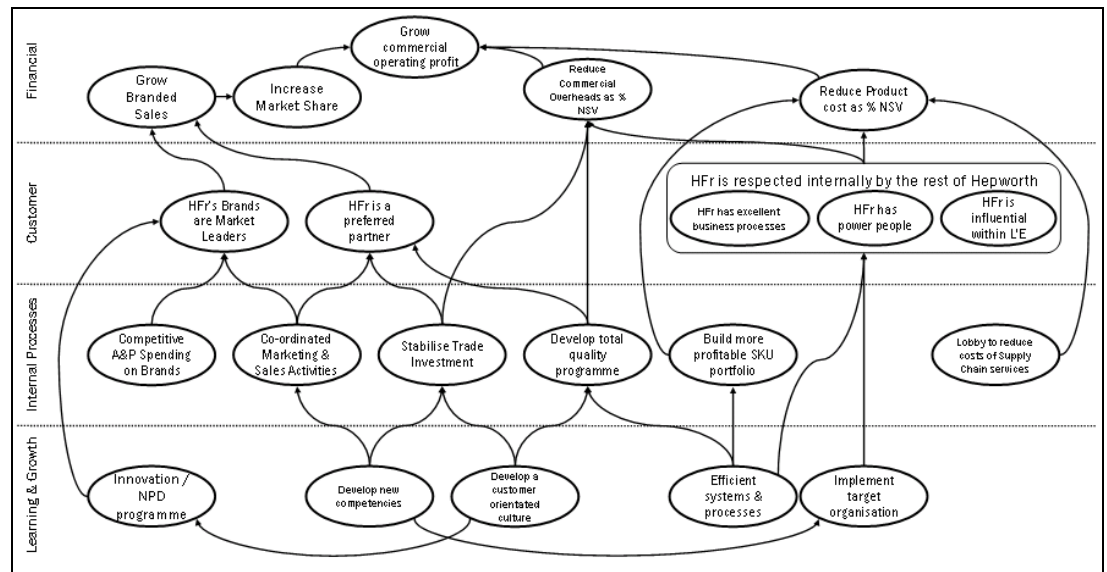 Financial
Grow
commercial
operating profit
Grow
Branded
Sales
Increase
Market Share
Reduce
Commercial
Overheads as %
NSV
Reduce Product
cost as % NSV
Customer
HFr's Brands
are Market
Leaders
HFr is a
preferred
partner
HFr is respected internally by the rest of Hepworth
HFr has excellent
business processes
HFr has
power people
HFr is
influential
within L'E
Internal Processes
Competitive
A&P Spending
on Brands
Co-ordinated
Marketing &
Sales Activities
Stabilise Trade
Investment
Develop total
quality
programme
Build more
profitable SKU
portfolio
Lobby to reduce
costs of Supply
Chain services
Learning & Growth
Innovation /
NPD
programme
Develop new
competencies
Develop a
customer
orientated
culture
Efficient
systems &
processes
Implement
target
organisation